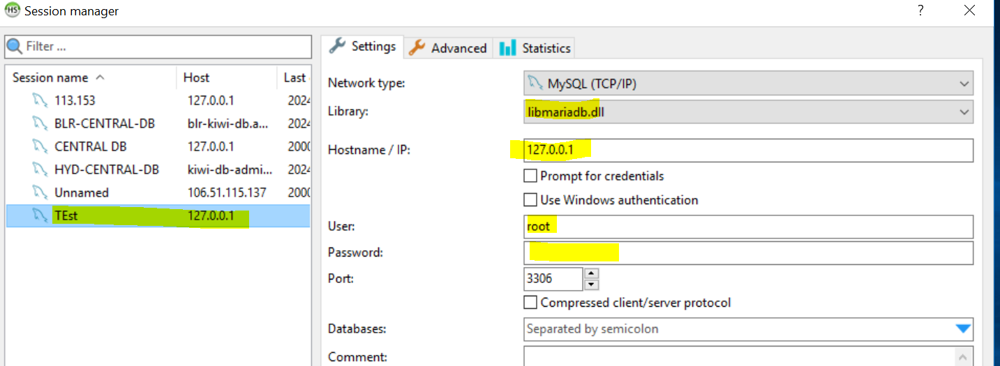 HS Session manager ?
Filter ...
Session name Host Last
113.153 127.0.0.1 2024
BLR-CENTRAL-DB blr-kiwi-db.a... 2024
CENTRAL DB 127.0.0.1 2000
HYD-CENTRAL-DB kiwi-db-admi... 2024
Unnamed 106.51.115.137 2000
TEst 127.0.0.1
Settings Advanced Statistics
Network type: MySQL (TCP/IP)
Library: libmariadb.dll
Hostname / IP: 127.0.0.1
Prompt for credentials
Use Windows authentication
User: root
Password:
Port: 3306
Compressed client/server protocol
Databases: Separated by semicolon
Comment: